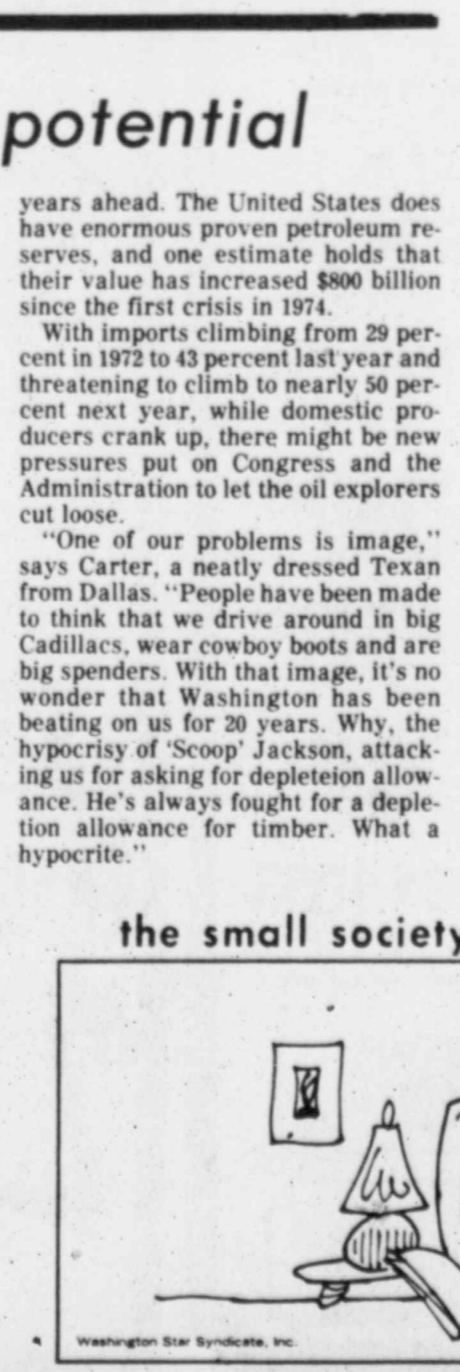 potential
years ahead. The United States does
have enormous proven petroleum re-
serves, and one estimate holds that
their value has increased $800 billion
since the first crisis in 1974.
With imports climbing from 29 per-
cent in 1972 to 43 percent last year and
threatening to climb to nearly 50 per-
cent next year, while domestic pro-
ducers crank up, there might be new
pressures put on Congress and the
Administration to let the oil explorers
cut loose.
"One of our problems is image,"
says Carter, a neatly dressed Texan
from Dallas. "People have been made
to think that we drive around in big
Cadillacs, wear cowboy boots and are
big spenders. With that image, it's no
wonder that Washington has been
beating on us for 20 years. Why, the
hypocrisy of 'Scoop' Jackson, attack-
ing us for asking for depleteion allow-
ance. He's always fought for a deple-
tion allowance for timber. What a
hypocrite."
the small society
Washington Star Syndicate, Inc.